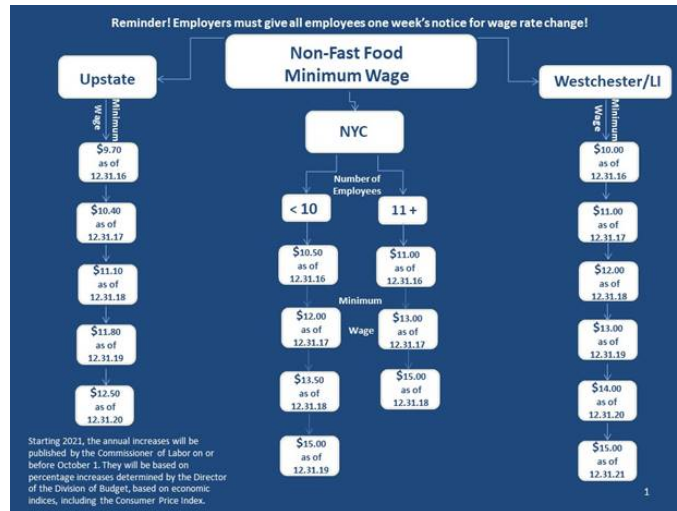 Reminder! Employers must give all employees one week's notice for wage rate change!
Non-Fast Food
Minimum Wage
Upstate
Minimum
Wage
$9.70
as of
12.31.16
$10.40
as of
12.31.17
$11.10
as of
12.31.18
$11.80
as of
12.31.19
$12.50
as of
12.31.20
NYC
Number of
Employees
< 10
$10.50
as of
12.31.16
$12.00
as of
12.31.17
$13.50
as of
12.31.18
$15.00
as of
12.31.19
11 +
$11.00
as of
12.31.16
$13.00
as of
12.31.17
$15.00
as of
12.31.18
Minimum
Wage
Westchester/LI
Minimum
Wage
$10.00
as of
12.31.16
$11.00
as of
12.31.17
$12.00
as of
12.31.18
$13.00
as of
12.31.19
$14.00
as of
12.31.20
$15.00
as of
12.31.21
Starting 2021, the annual increases will be
published by the Commissioner of Labor on or
before October 1. They will be based on
percentage increases determined by the Director
of the Division of Budget, based on economic
indices, including the Consumer Price Index.
1